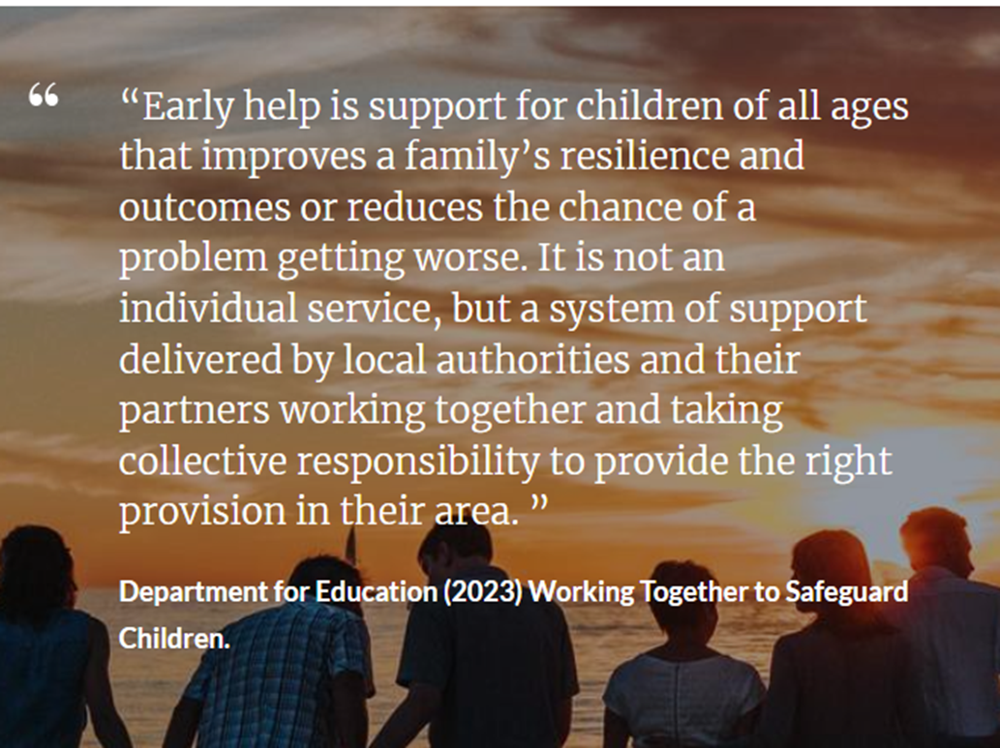 “
“Early help is support for children of all ages
that improves a family’s resilience and
outcomes or reduces the chance of a
problem getting worse. It is not an
individual service, but a system of support
delivered by local authorities and their
partners working together and taking
collective responsibility to provide the right
provision in their area. ”
Department for Education (2023) Working Together to Safeguard
Children.